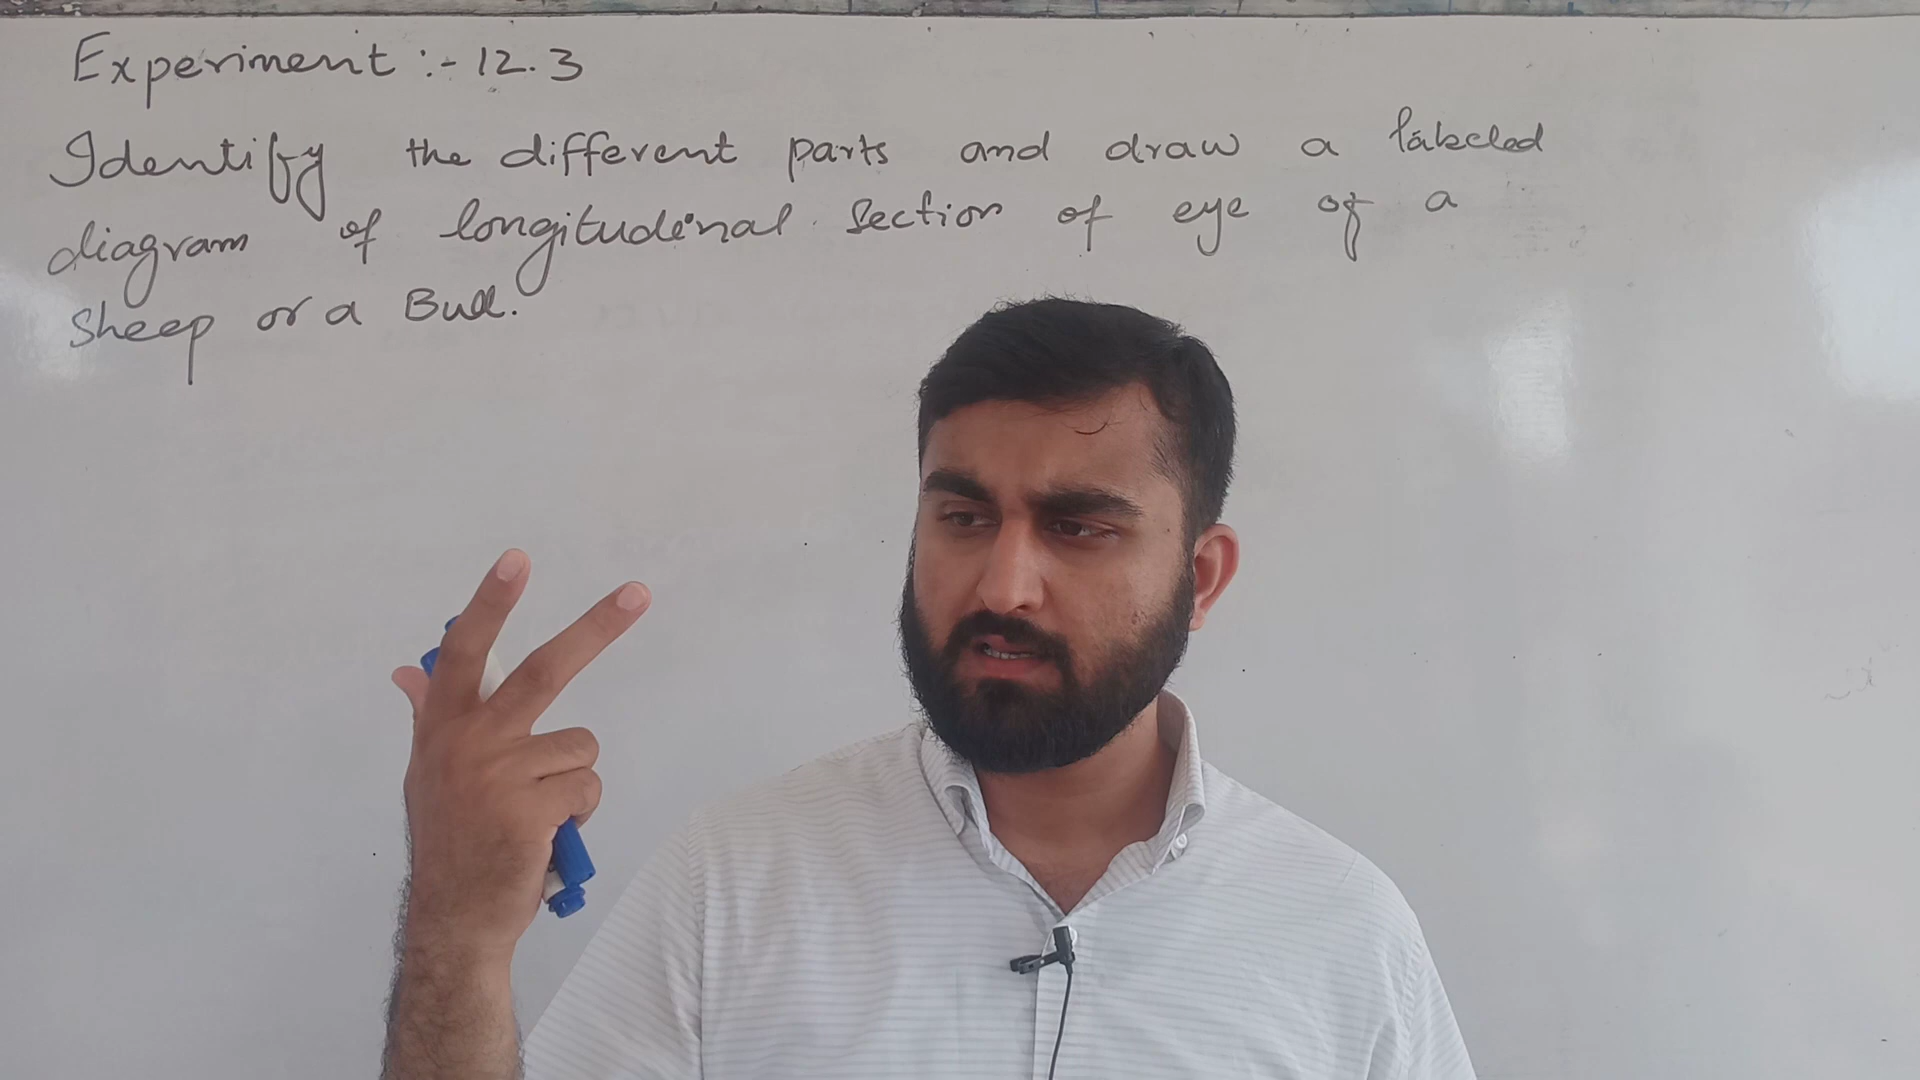 Experiment :- 12.3
Identify the different parts and draw a labeled
diagram of longitudinal section of eye of a
Sheep or a Bull.